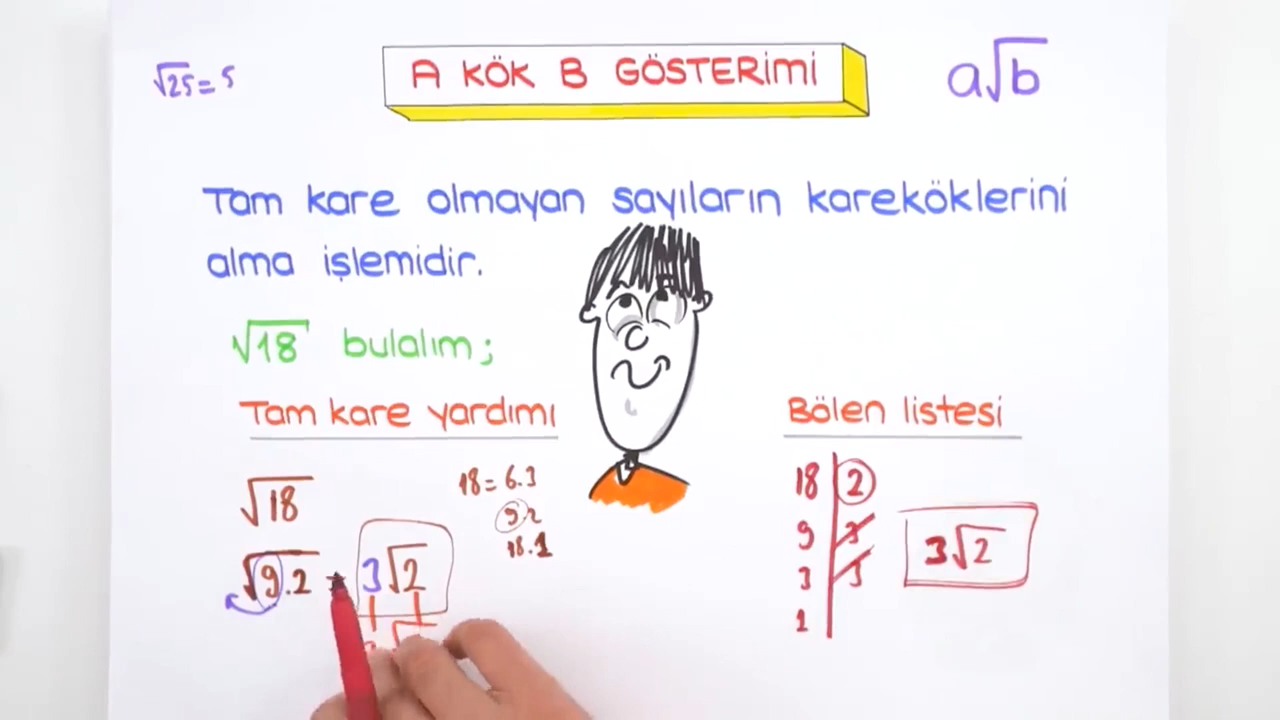 √25 = 5
A KÖK B GÖSTERİMİ
a√b
Tam kare olmayan sayıların kareköklerini
alma işlemidir.
√18 bulalım;
Tam kare yardımı
√18
18 = 6.3
9.2
18.1
√9.2 = 3√2
Bölen listesi
18 2
9 3
3 3
1
3√2